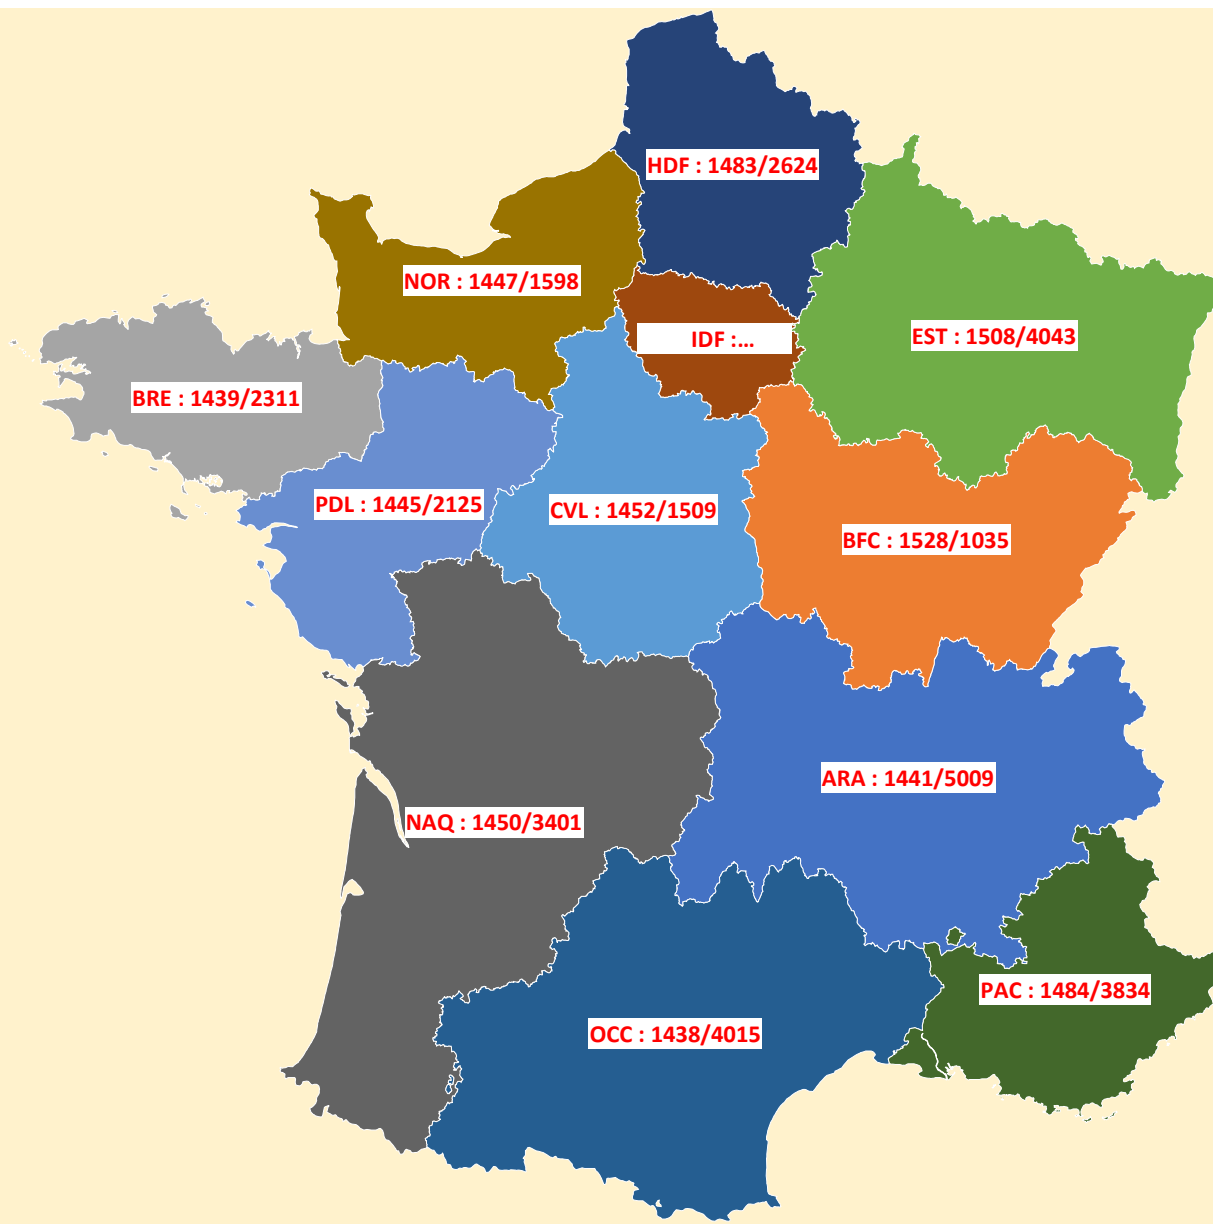 HDF : 1483/2624
NOR : 1447/1598
IDF :...
EST : 1508/4043
BRE : 1439/2311
PDL : 1445/2125
CVL : 1452/1509
BFC : 1528/1035
ARA : 1441/5009
NAQ : 1450/3401
PAC : 1484/3834
OCC : 1438/4015